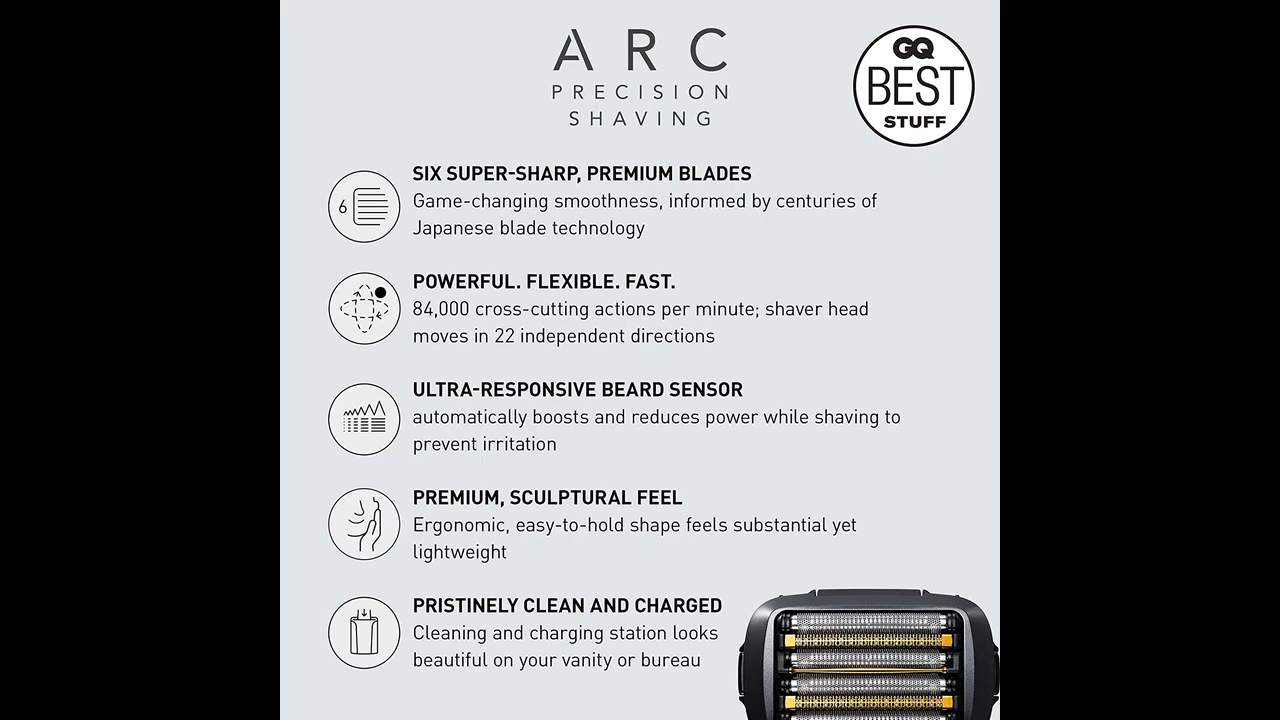 ARC
PRECISION
SHAVING
GQ
BEST
STUFF
SIX SUPER-SHARP, PREMIUM BLADES
Game-changing smoothness, informed by centuries of
Japanese blade technology
6
POWERFUL. FLEXIBLE. FAST.
84,000 cross-cutting actions per minute; shaver head
moves in 22 independent directions
ULTRA-RESPONSIVE BEARD SENSOR
automatically boosts and reduces power while shaving to
prevent irritation
PREMIUM, SCULPTURAL FEEL
Ergonomic, easy-to-hold shape feels substantial yet
lightweight
PRISTINELY CLEAN AND CHARGED
Cleaning and charging station looks
beautiful on your vanity or bureau